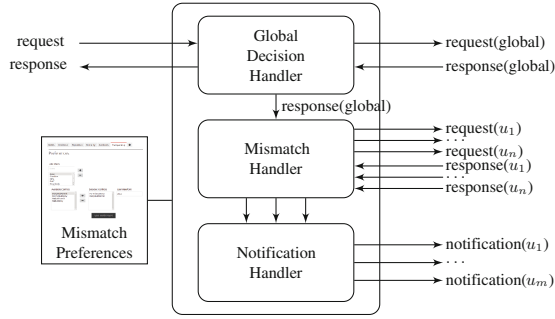 request
response
Global
Decision
Handler
request(global)
response(global)
response(global)
Mismatch
Handler
request(u₁)
...
request(uₙ)
response(u₁)
...
response(uₙ)
Mismatch
Preferences
Notification
Handler
notification(u₁)
...
notification(uₘ)